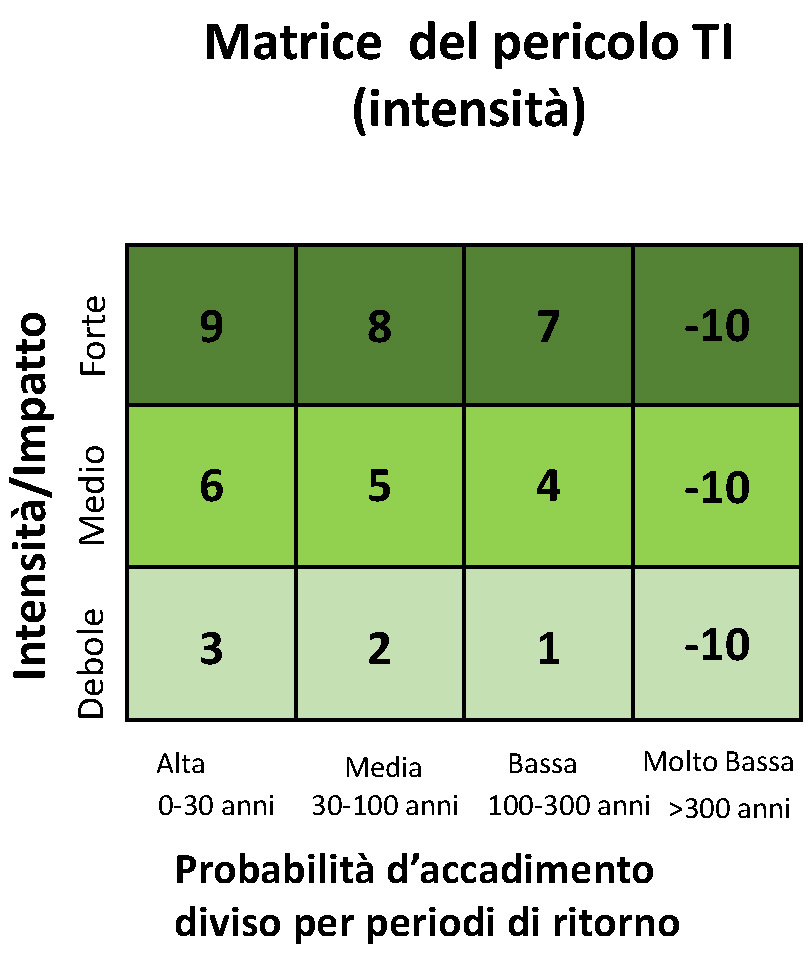 Matrice del pericolo TI
(intensità)
Intensità/Impatto
Forte
9 8 7 -10
Medio
6 5 4 -10
Debole
3 2 1 -10
Alta Media Bassa Molto Bassa
0-30 anni 30-100 anni 100-300 anni >300 anni
Probabilità d’accadimento
diviso per periodi di ritorno